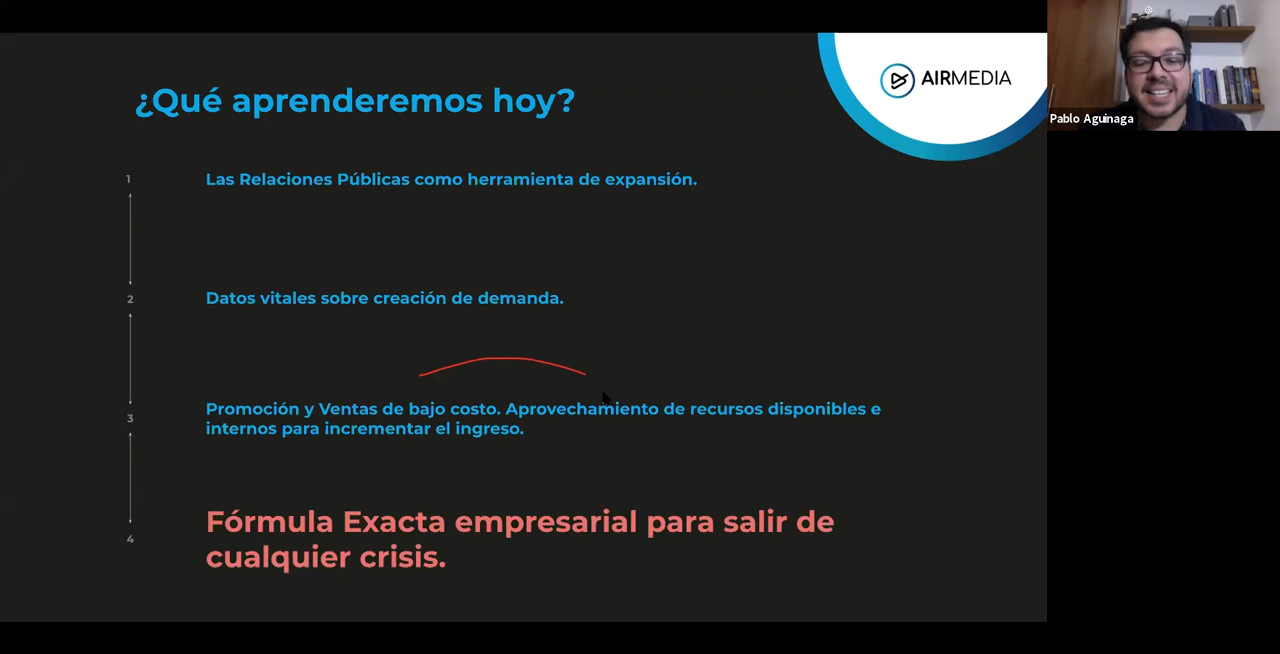 ¿Qué aprenderemos hoy?
AIRMEDIA
Pablo Aguinaga
1
Las Relaciones Públicas como herramienta de expansión.
2
Datos vitales sobre creación de demanda.
3
Promoción y Ventas de bajo costo. Aprovechamiento de recursos disponibles e
internos para incrementar el ingreso.
4
Fórmula Exacta empresarial para salir de
cualquier crisis.